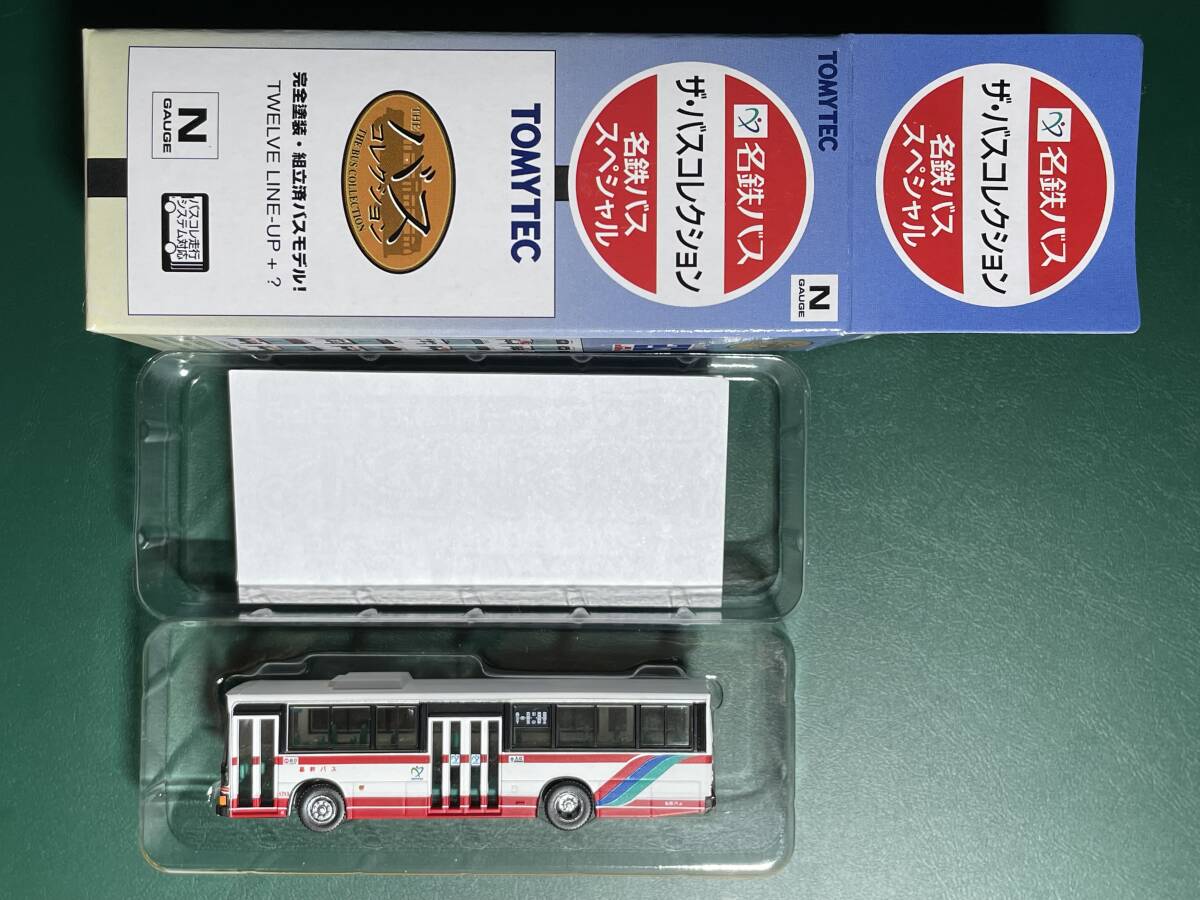 TOMYTEC
名鉄バス
ザ・バスコレクション
名鉄バス
スペシャル
名鉄バス
ザ・バスコレクション
名鉄バス
スペシャル
N
GAUGE
TOMYTEC
THE
バス
コレクション
THE BUS COLLECTION
完全塗装・組立済バスモデル!
TWELVE LINE-UP + ?
N
GAUGE
バスコレ走行
システム対応
名鉄バス